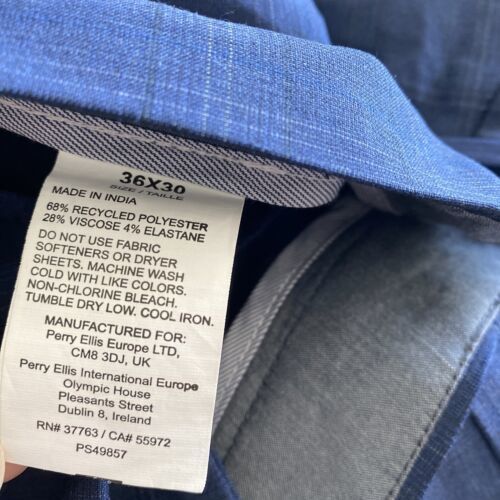 36X30
SIZE / TAILLE
MADE IN INDIA
68% RECYCLED POLYESTER
28% VISCOSE 4% ELASTANE
DO NOT USE FABRIC
SOFTENERS OR DRYER
SHEETS. MACHINE WASH
COLD WITH LIKE COLORS.
NON-CHLORINE BLEACH.
TUMBLE DRY LOW. COOL IRON.
MANUFACTURED FOR:
Perry Ellis Europe LTD,
CM8 3DJ, UK
Perry Ellis International Europe
Olympic House
Pleasants Street
Dublin 8, Ireland
RN# 37763 / CA# 55972
PS49857